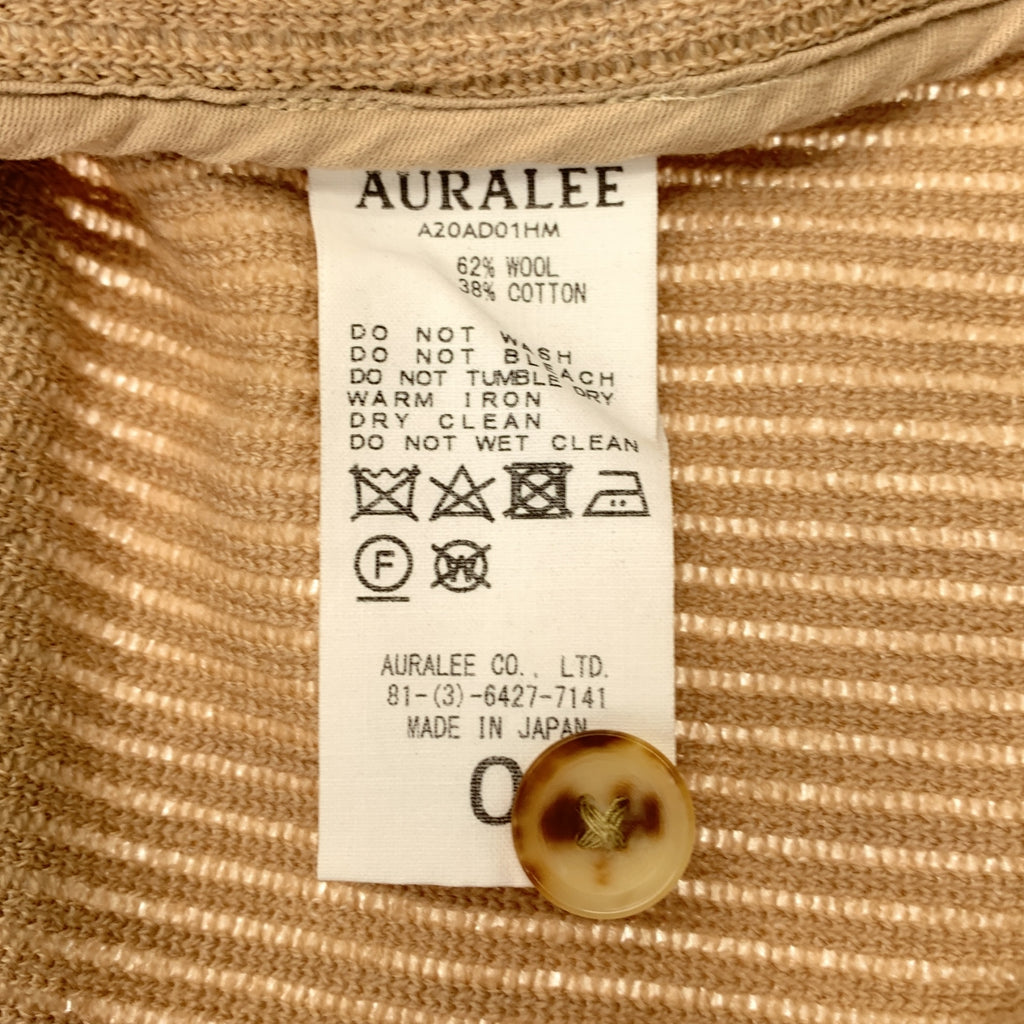 AURALEE
A20AD01HM
62% WOOL
38% COTTON
DO NOT WASH
DO NOT BLEACH
DO NOT TUMBLE DRY
WARM IRON
DRY CLEAN
DO NOT WET CLEAN
F
W
AURALEE CO., LTD.
81-(3)-6427-7141
MADE IN JAPAN
0